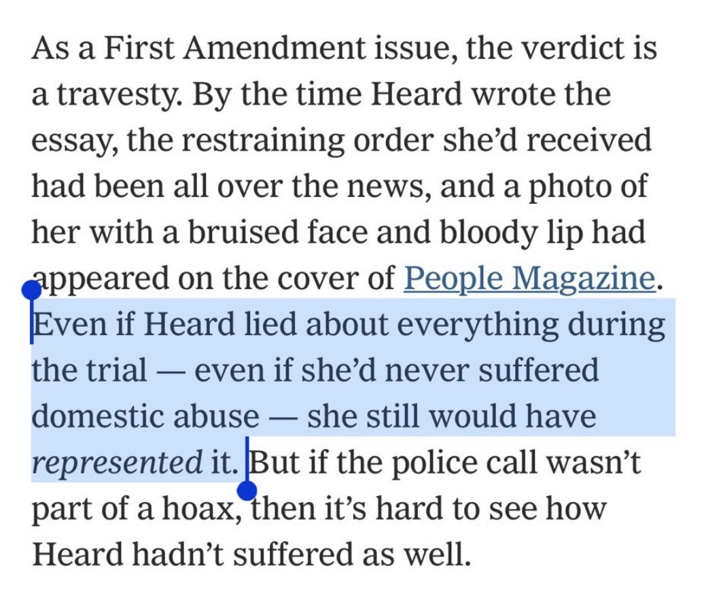 As a First Amendment issue, the verdict is
a travesty. By the time Heard wrote the
essay, the restraining order she’d received
had been all over the news, and a photo of
her with a bruised face and bloody lip had
appeared on the cover of People Magazine.
Even if Heard lied about everything during
the trial — even if she’d never suffered
domestic abuse — she still would have
represented it. But if the police call wasn’t
part of a hoax, then it’s hard to see how
Heard hadn’t suffered as well.